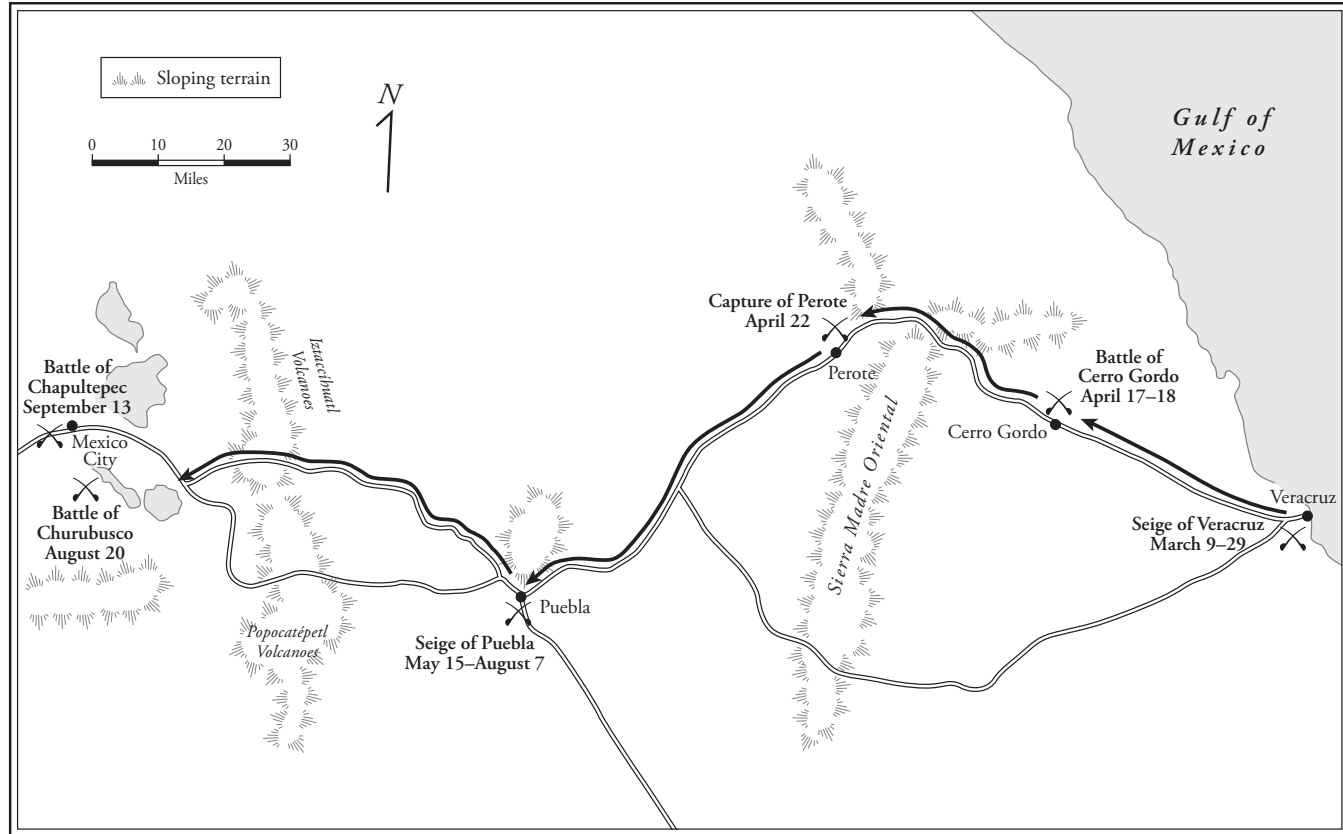 Sloping terrain
N
0 10 20 30
Miles
Gulf of
Mexico
Capture of Perote
April 22
Perote
Battle of
Cerro Gordo
April 17–18
Cerro Gordo
Sierra Madre Oriental
Veracruz
Seige of Veracruz
March 9–29
Iztaccihuatl
Volcanoes
Battle of
Chapultepec
September 13
Mexico
City
Battle of
Churubusco
August 20
Popocatépetl
Volcanoes
Puebla
Seige of Puebla
May 15–August 7